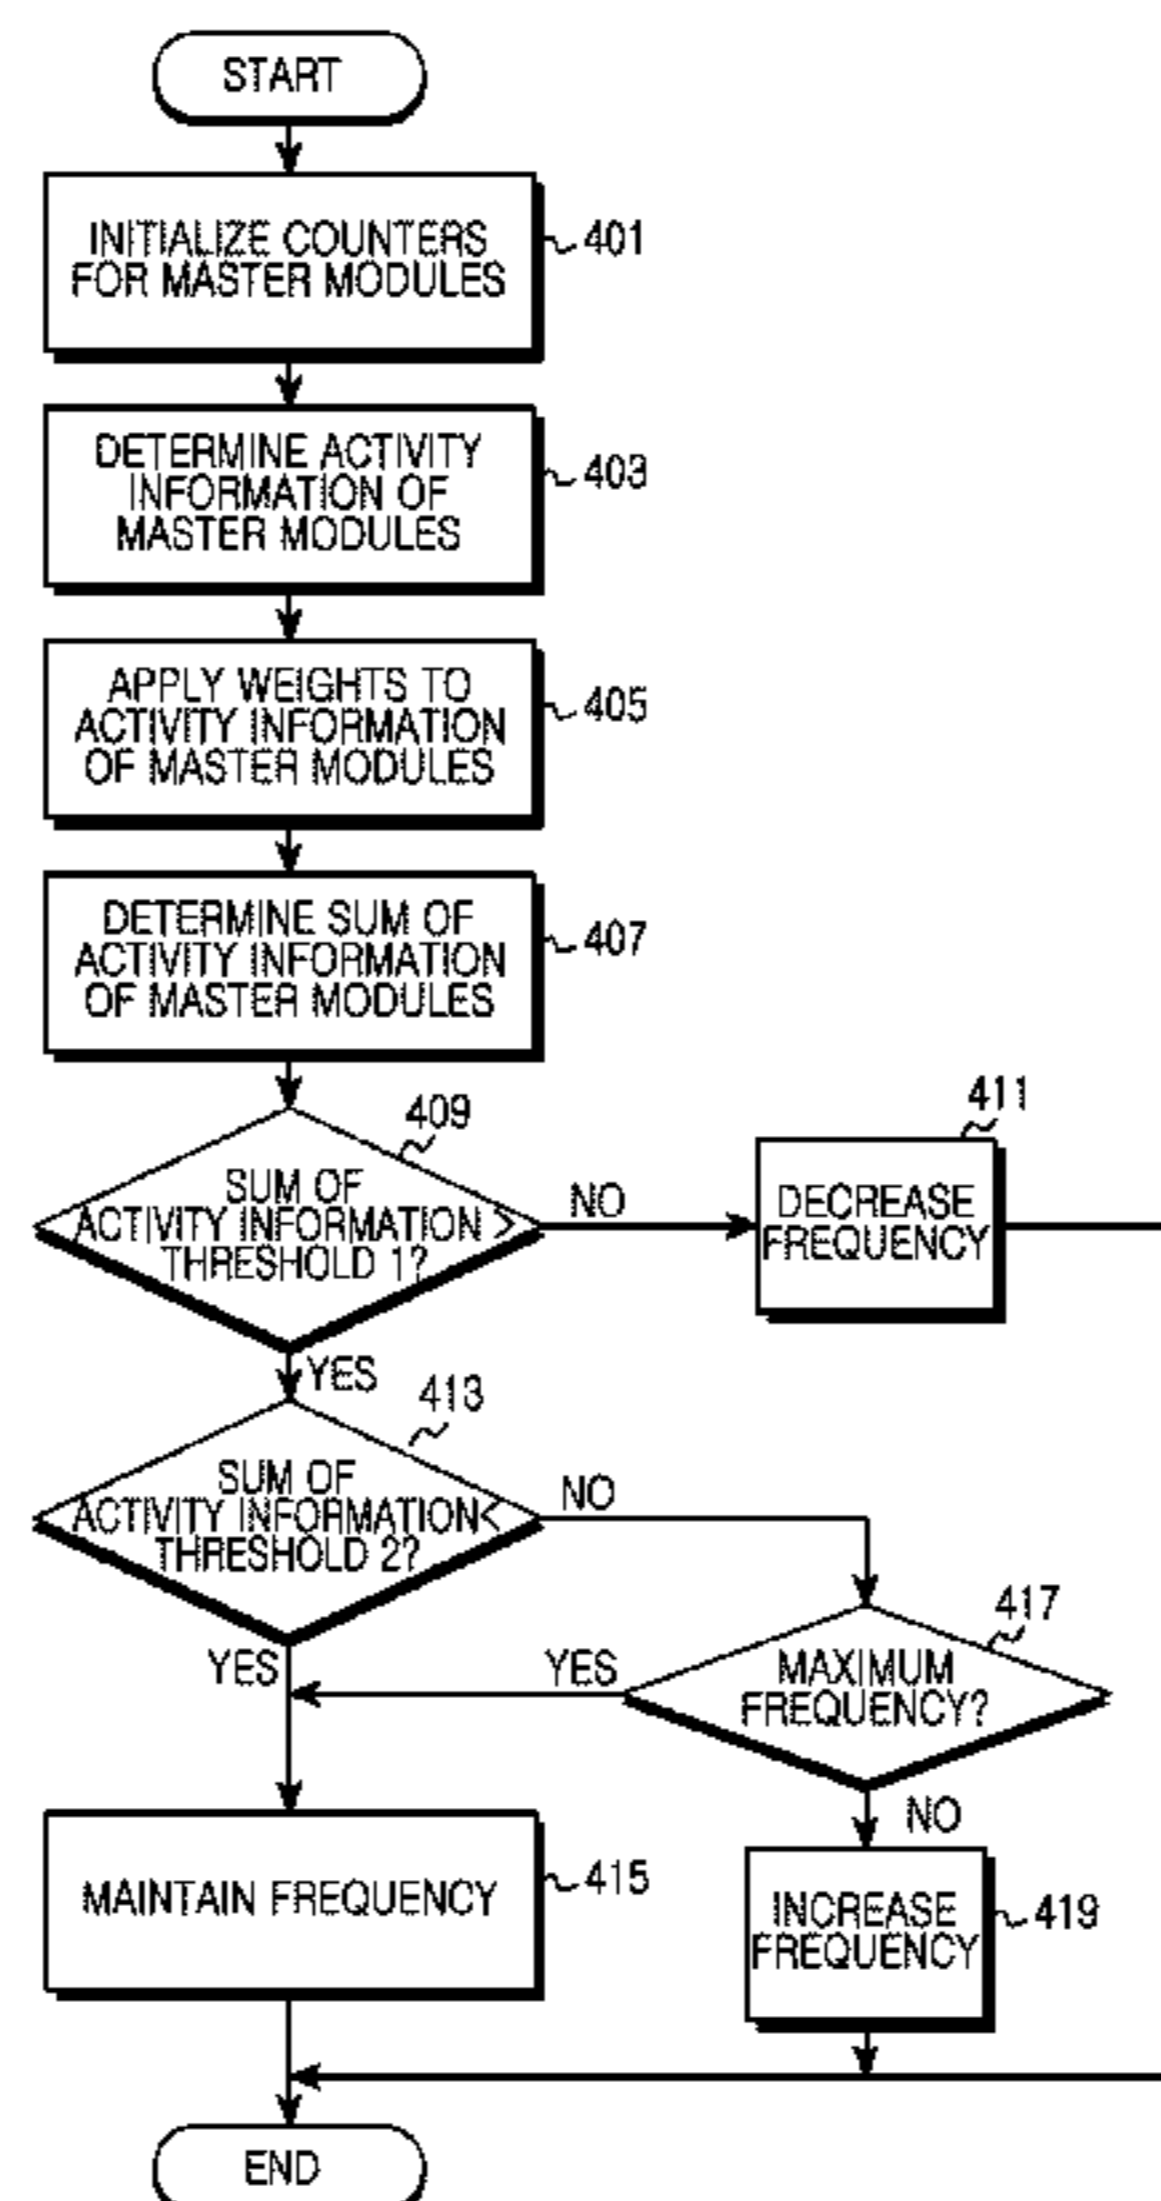 START
INITIALIZE COUNTERS
FOR MASTER MODULES
401
DETERMINE ACTIVITY
INFORMATION OF
MASTER MODULES
403
APPLY WEIGHTS TO
ACTIVITY INFORMATION
OF MASTER MODULES
405
DETERMINE SUM OF
ACTIVITY INFORMATION
OF MASTER MODULES
407
409
SUM OF
ACTIVITY INFORMATION >
THRESHOLD 1?
NO
411
DECREASE
FREQUENCY
YES
413
SUM OF
ACTIVITY INFORMATION<
THRESHOLD 2?
NO
YES
417
MAXIMUM
FREQUENCY?
YES
NO
MAINTAIN FREQUENCY
415
INCREASE
FREQUENCY
419
END